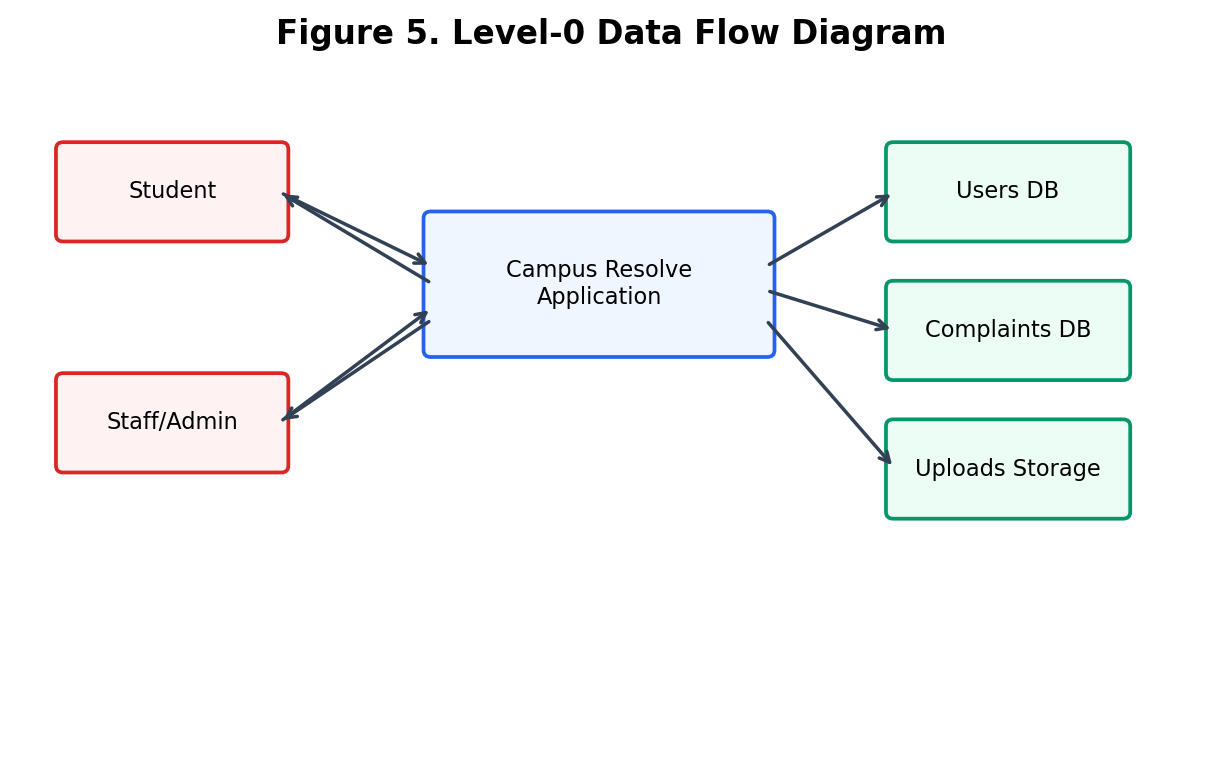 Figure 5. Level-0 Data Flow Diagram
Student
Users DB
Campus Resolve
Application
Complaints DB
Staff/Admin
Uploads Storage